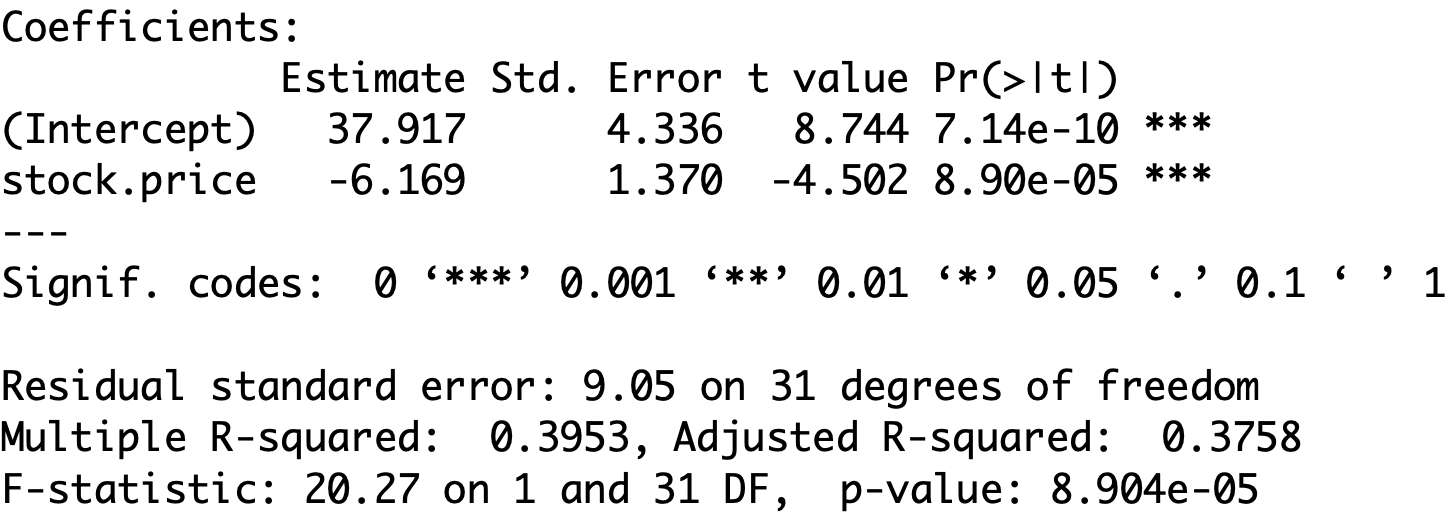 Coefficients:
            Estimate Std. Error t value Pr(>|t|)
(Intercept)   37.917      4.336   8.744 7.14e-10 ***
stock.price   -6.169      1.370  -4.502 8.90e-05 ***
---
Signif. codes:  0 ‘***’ 0.001 ‘**’ 0.01 ‘*’ 0.05 ‘.’ 0.1 ‘ ’ 1

Residual standard error: 9.05 on 31 degrees of freedom
Multiple R-squared:  0.3953, Adjusted R-squared:  0.3758
F-statistic: 20.27 on 1 and 31 DF,  p-value: 8.904e-05